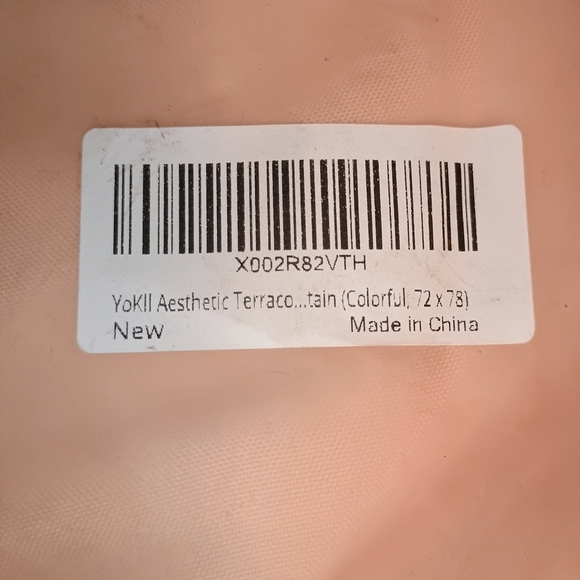 X002R82VTH
YoKII Aesthetic Terraco...tain (Colorful, 72 x 78)
New
Made in China